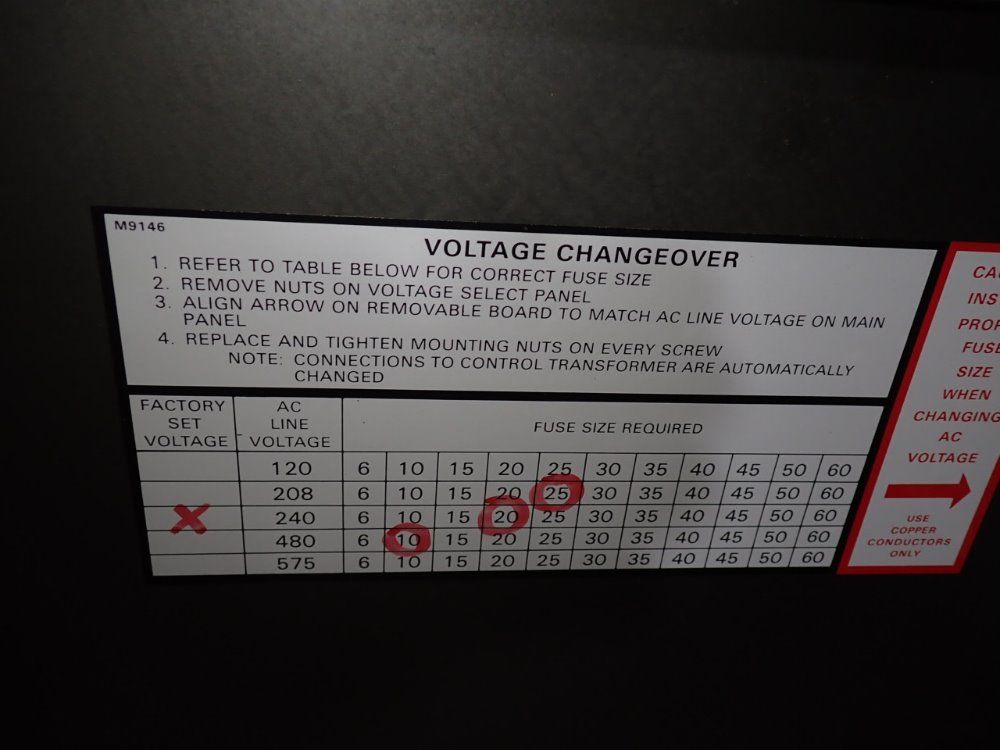 M9146
VOLTAGE CHANGEOVER
1. REFER TO TABLE BELOW FOR CORRECT FUSE SIZE
2. REMOVE NUTS ON VOLTAGE SELECT PANEL
3. ALIGN ARROW ON REMOVABLE BOARD TO MATCH AC LINE VOLTAGE ON MAIN
PANEL
4. REPLACE AND TIGHTEN MOUNTING NUTS ON EVERY SCREW
NOTE: CONNECTIONS TO CONTROL TRANSFORMER ARE AUTOMATICALLY
CHANGED
FACTORY
SET
VOLTAGE
AC
LINE
VOLTAGE
FUSE SIZE REQUIRED
120 6 10 15 20 25 30 35 40 45 50 60
208 6 10 15 20 25 30 35 40 45 50 60
X 240 6 10 15 20 25 30 35 40 45 50 60
480 6 10 15 20 25 30 35 40 45 50 60
575 6 10 15 20 25 30 35 40 45 50 60
SIZE
WHEN
CHANGING
AC
VOLTAGE
USE
COPPER
CONDUCTORS
ONLY